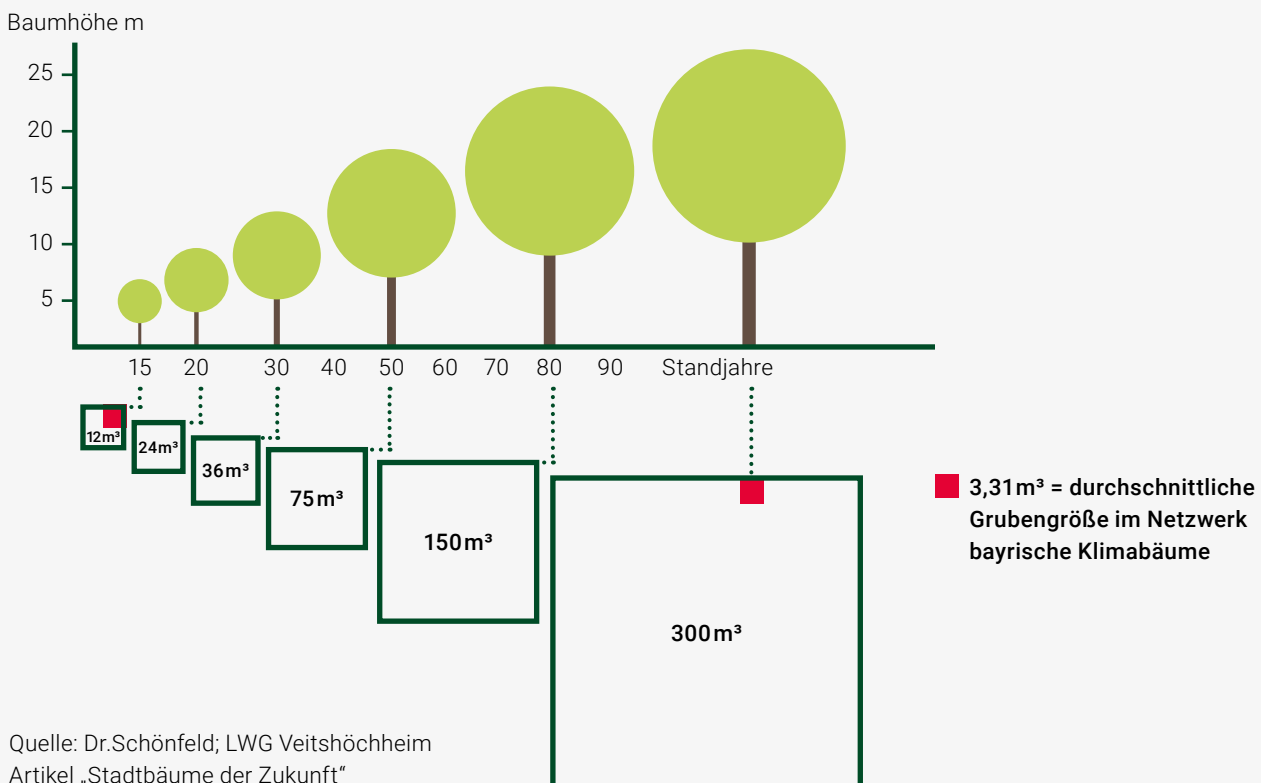 Baumhöhe m
25
20
15
10
5
15 20 30 40 50 60 70 80 90 Standjahre
12m³
24m³
36m³
75m³
150m³
300m³
3,31m³ = durchschnittliche
Grubengröße im Netzwerk
bayrische Klimabäume
Quelle: Dr.Schönfeld; LWG Veitshöchheim
Artikel „Stadtbäume der Zukunft“